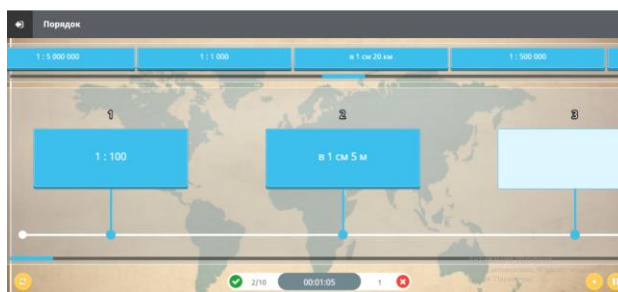 Порядок
1 : 5 000 000
1 : 1 000
в 1 см 20 км
1 : 500 000
1
2
3
1 : 100
в 1 см 5 м
2/10
00:01:05
1